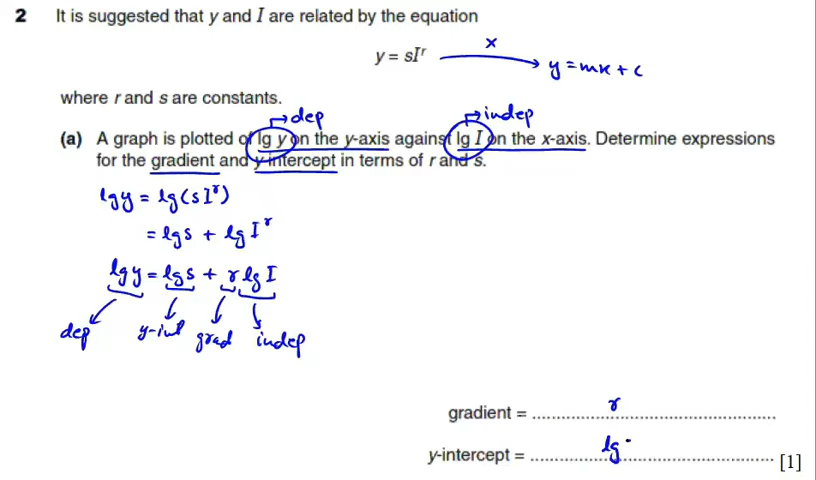 2 It is suggested that y and I are related by the equation
y = sIʳ x y = mx + c
where r and s are constants.
dep indep
(a) A graph is plotted of lg y on the y-axis against lg I on the x-axis. Determine expressions
for the gradient and y-intercept in terms of r and s.
lg y = lg(s Iʳ)
= lg s + lg Iʳ
lg y = lg s + r lg I
dep y-int grad indep
gradient = ........................................ r ........................................
y-intercept = ........................................ lg ........................................ [1]